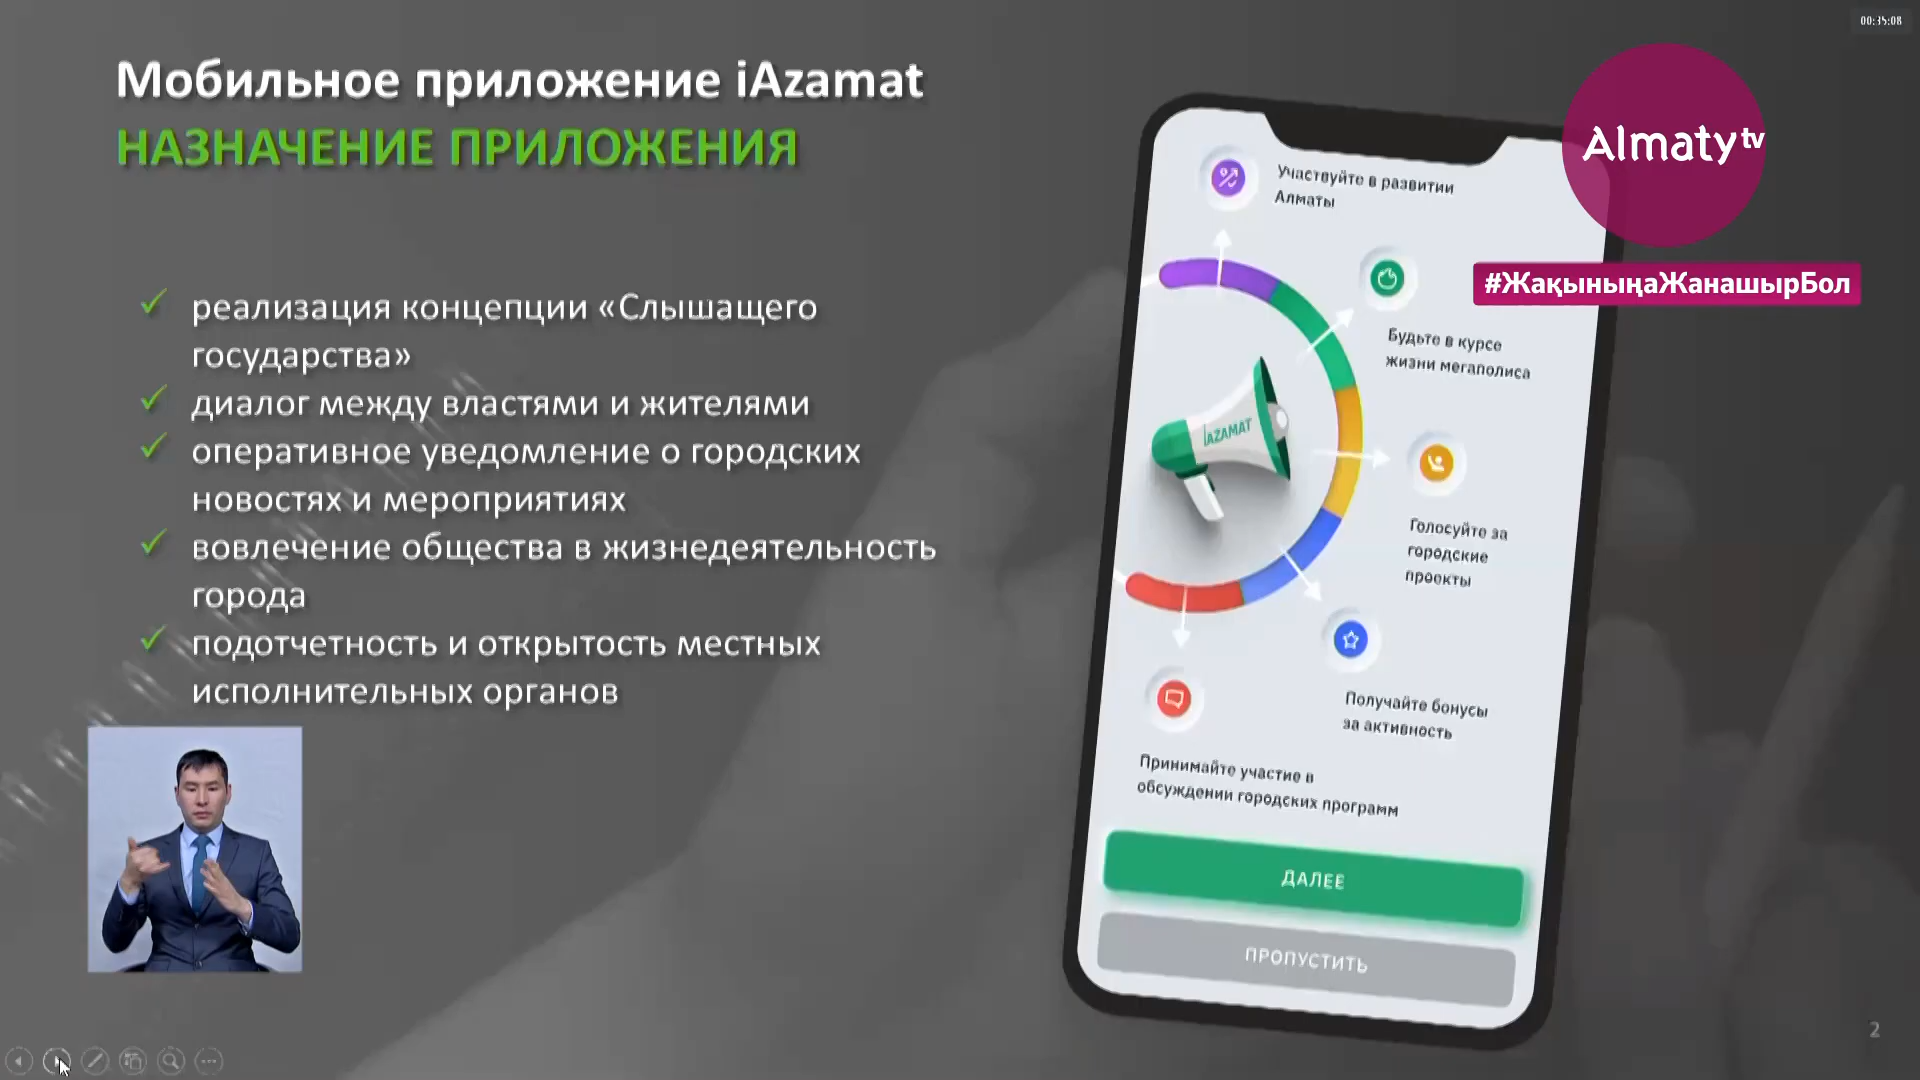 00:35:08
Мобильное приложение iAzamat
НАЗНАЧЕНИЕ ПРИЛОЖЕНИЯ
Almaty tv
#ЖақыныңаЖанашырБол
реализация концепции «Слышащего
государства»
диалог между властями и жителями
оперативное уведомление о городских
новостях и мероприятиях
вовлечение общества в жизнедеятельность
города
подотчетность и открытость местных
исполнительных органов
Участвуйте в развитии
Алматы
Будьте в курсе
жизни мегаполиса
iAZAMAT
Голосуйте за
городские
проекты
Получайте бонусы
за активность
Принимайте участие в
обсуждении городских программ
ДАЛЕЕ
ПРОПУСТИТЬ
2